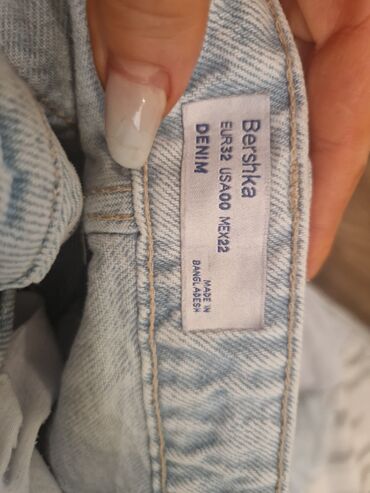 Bershka
EUR32 USA00 MEX22
DENIM
MADE IN
BANGLADESH